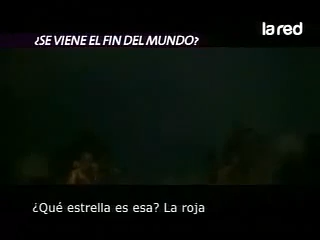 la red
¿SE VIENE EL FIN DEL MUNDO?
¿Qué estrella es esa? La roja